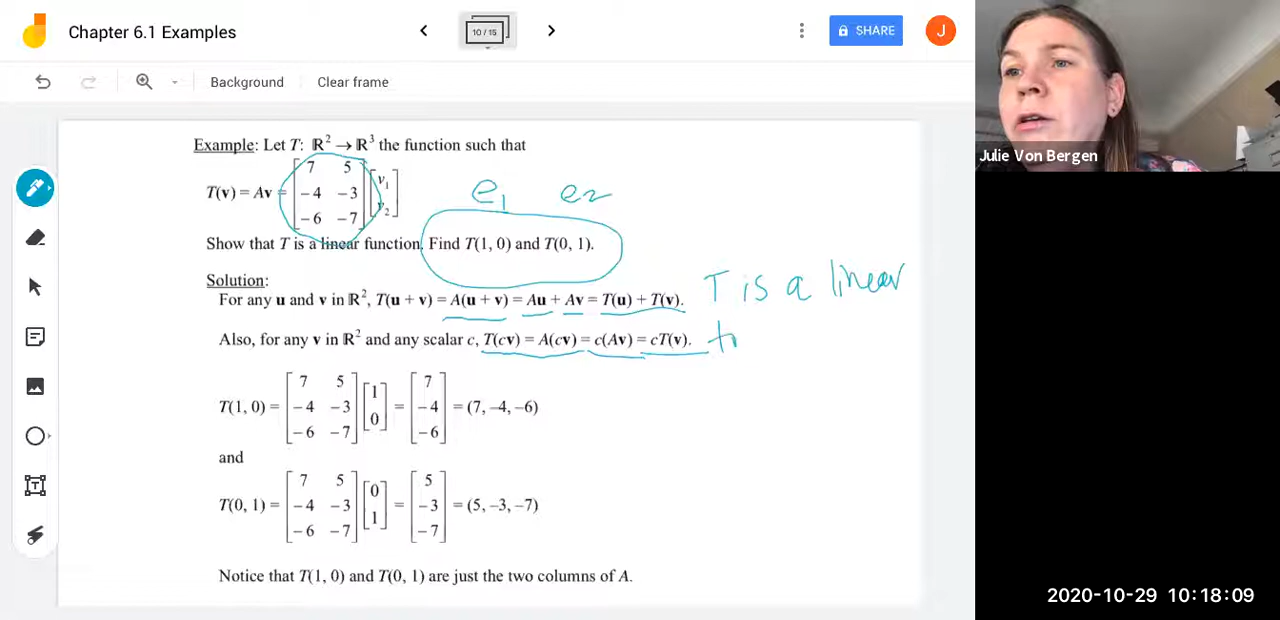 Chapter 6.1 Examples
10 / 15
SHARE
J
Background
Clear frame
Julie Von Bergen
Example: Let T: ℝ² → ℝ³ the function such that
T(v) = Av = [7 5; −4 −3; −6 −7] [v₁; v₂]
e₁ e₂
Show that T is a linear function. Find T(1, 0) and T(0, 1).
Solution:
For any u and v in ℝ², T(u + v) = A(u + v) = Au + Av = T(u) + T(v).
T is a linear
Also, for any v in ℝ² and any scalar c, T(cv) = A(cv) = c(Av) = cT(v).
tr
T(1, 0) = [7 5; −4 −3; −6 −7] [1; 0] = [7; −4; −6] = (7, −4, −6)
and
T(0, 1) = [7 5; −4 −3; −6 −7] [0; 1] = [5; −3; −7] = (5, −3, −7)
Notice that T(1, 0) and T(0, 1) are just the two columns of A.
2020-10-29 10:18:09